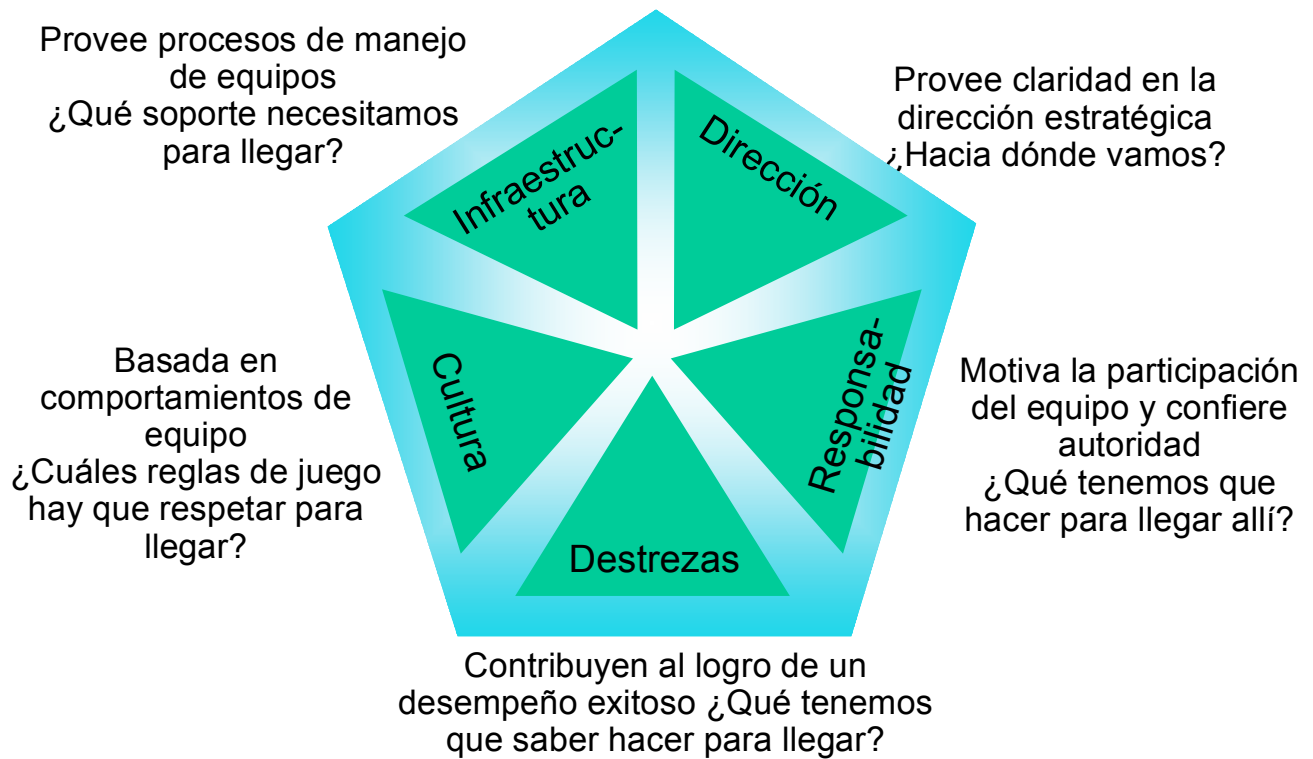 Provee procesos de manejo
de equipos
¿Qué soporte necesitamos
para llegar?
Infraestruc-
tura
Dirección
Provee claridad en la
dirección estratégica
¿Hacia dónde vamos?
Basada en
comportamientos de
equipo
¿Cuáles reglas de juego
hay que respetar para
llegar?
Cultura
Responsa-
bilidad
Motiva la participación
del equipo y confiere
autoridad
¿Qué tenemos que
hacer para llegar allí?
Destrezas
Contribuyen al logro de un
desempeño exitoso ¿Qué tenemos
que saber hacer para llegar?